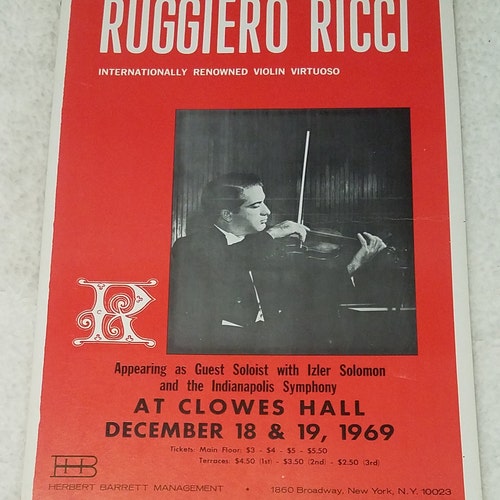 RUGGIERO RICCI
INTERNATIONALLY RENOWNED VIOLIN VIRTUOSO
R
Appearing as Guest Soloist with Izler Solomon
and the Indianapolis Symphony
AT CLOWES HALL
DECEMBER 18 & 19, 1969
Tickets: Main Floor: $3 - $4 - $5 - $5.50
Terraces: $4.50 (1st) - $3.50 (2nd) - $2.50 (3rd)
HB
HERBERT BARRETT MANAGEMENT · 1860 Broadway, New York, N.Y. 10023